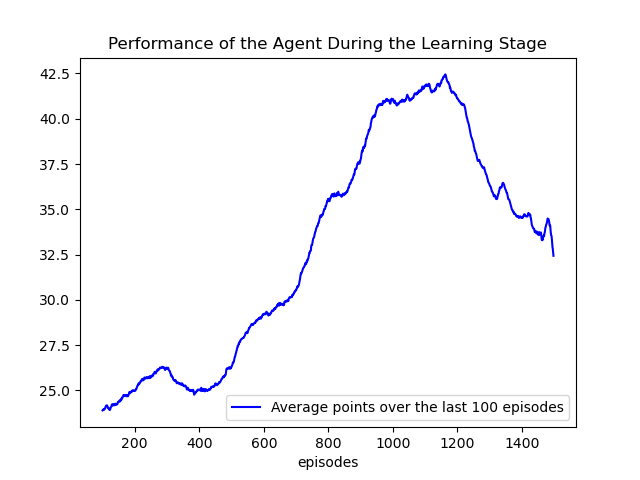 Performance of the Agent During the Learning Stage
42.5
40.0
37.5
35.0
32.5
30.0
27.5
25.0
Average points over the last 100 episodes
200 400 600 800 1000 1200 1400
episodes